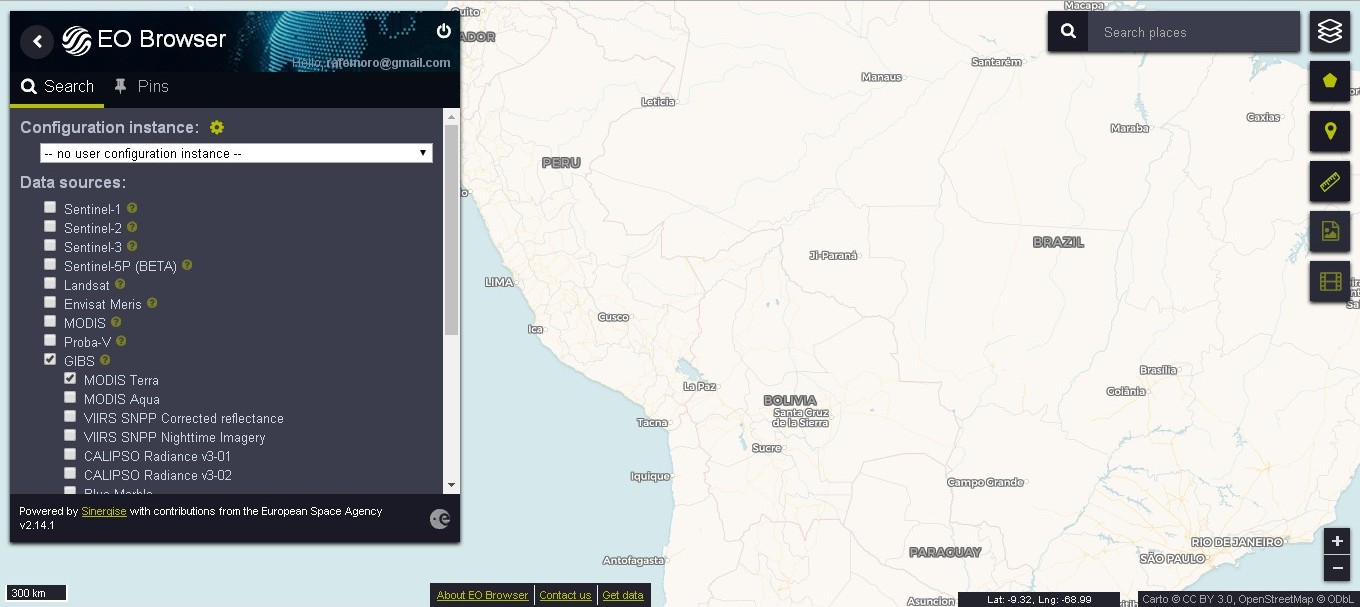 EO Browser
Hello, rafemoro@gmail.com
Search
Pins
Configuration instance:
-- no user configuration instance --
Data sources:
Sentinel-1
Sentinel-2
Sentinel-3
Sentinel-5P (BETA)
Landsat
Envisat Meris
MODIS
Proba-V
GIBS
MODIS Terra
MODIS Aqua
VIIRS SNPP Corrected reflectance
VIIRS SNPP Nighttime Imagery
CALIPSO Radiance v3-01
CALIPSO Radiance v3-02
Blue Marble
Powered by Sinergise with contributions from the European Space Agency
v2.14.1
Search places
Quito
Macapa
Santarém
Manaus
Leticia
Caxias
Maraba
PERU
BRAZIL
Ji-Paraná
LIMA
Cusco
Ica
Brasília
La Paz
Goiânia
BOLIVIA
Santa Cruz
de la Sierra
Tacna
Sucre
Iquique
Campo Grande
RIO DE JANEIRO
PARAGUAY
SÃO PAULO
Antofagasta
Asuncion
300 km
About EO Browser
Contact us
Get data
Lat: -9.32, Lng: -68.99
Carto © CC BY 3.0, OpenStreetMap © ODbL